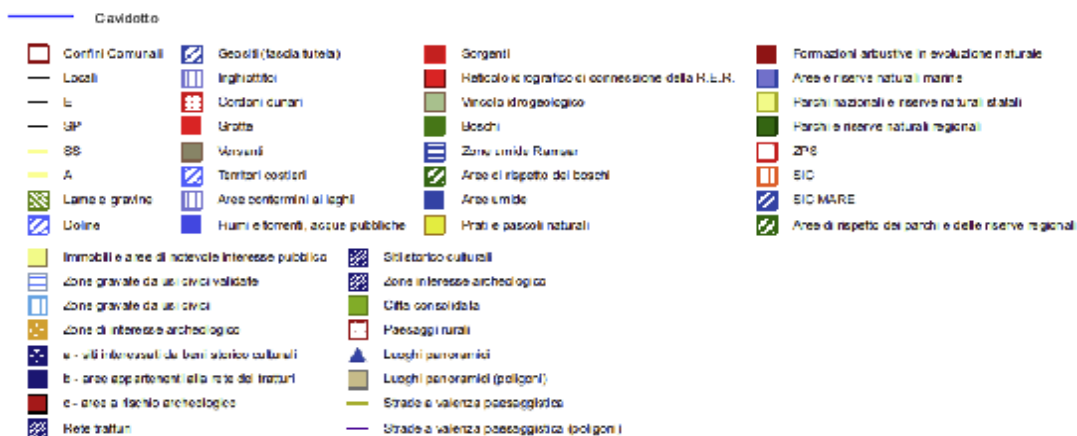 Cavidotto
Confini Comunali
Locali
E
SP
SS
A
Lame e gravine
Doline
Geositi (fascia tutela)
Inghiottitoi
Cordoni dunari
Grotte
Versanti
Territori costieri
Aree contermini ai laghi
Fiumi e torrenti, acque pubbliche
Sorgenti
Reticolo idrografico di connessione della R.E.R.
Vincolo idrogeologico
Boschi
Zone umide Ramsar
Aree di rispetto dei boschi
Aree umide
Prati e pascoli naturali
Formazioni arbustive in evoluzione naturale
Aree e riserve naturali marine
Parchi nazionali e riserve naturali statali
Parchi e riserve naturali regionali
ZPS
SIC
SIC MARE
Aree di rispetto dei parchi e delle riserve regionali
Immobili e aree di notevole interesse pubblico
Zone gravate da usi civici validate
Zone gravate da usi civici
Zone di interesse archeologico
a - siti interessati da beni storico culturali
b - aree appartenenti alla rete dei tratturi
c - aree a rischio archeologico
Rete tratturi
Siti storico culturali
Zone interesse archeologico
Città consolidata
Paesaggi rurali
Luoghi panoramici
Luoghi panoramici (poligoni)
Strade a valenza paesaggistica
Strade a valenza paesaggistica (poligoni)